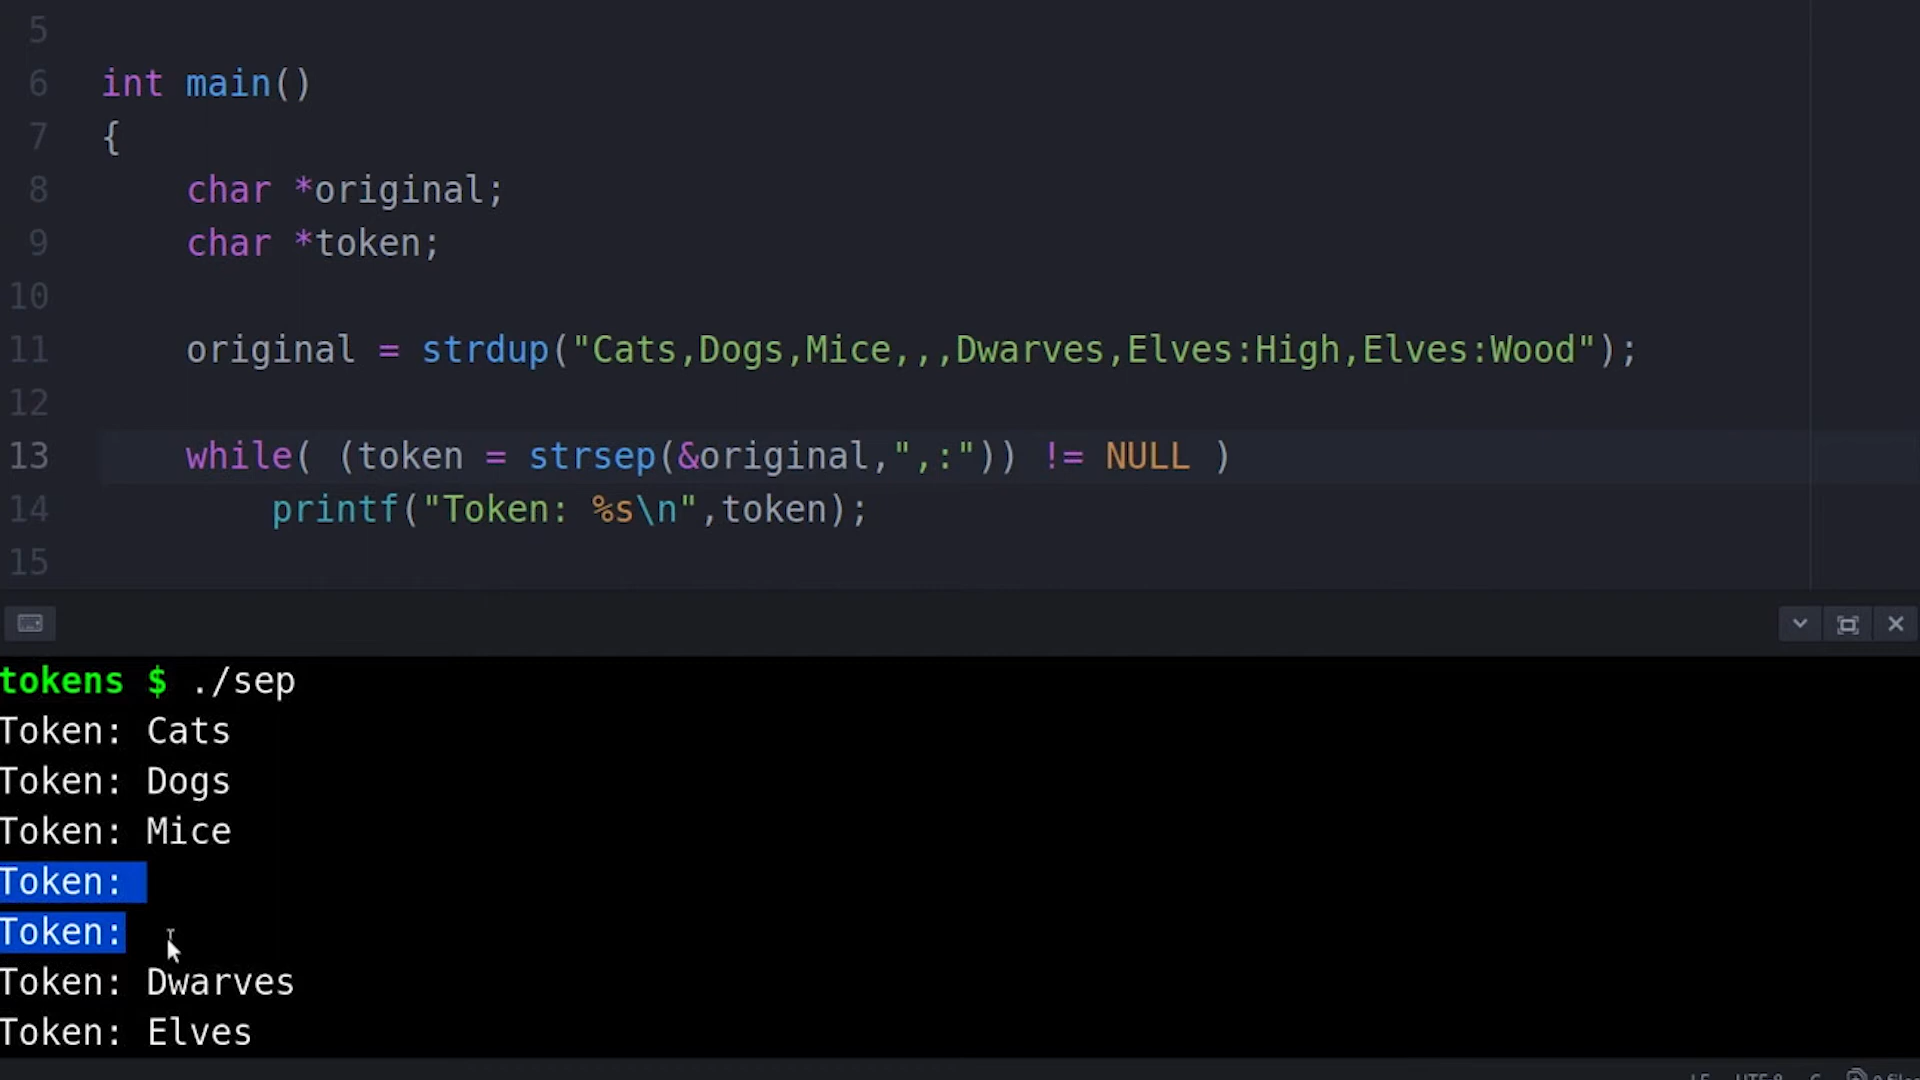 5
6 int main()
7 {
8 char *original;
9 char *token;
10
11 original = strdup("Cats,Dogs,Mice,,,Dwarves,Elves:High,Elves:Wood");
12
13 while( (token = strsep(&original,",:")) != NULL )
14 printf("Token: %s\n",token);
15
tokens $ ./sep
Token: Cats
Token: Dogs
Token: Mice
Token:
Token:
Token: Dwarves
Token: Elves